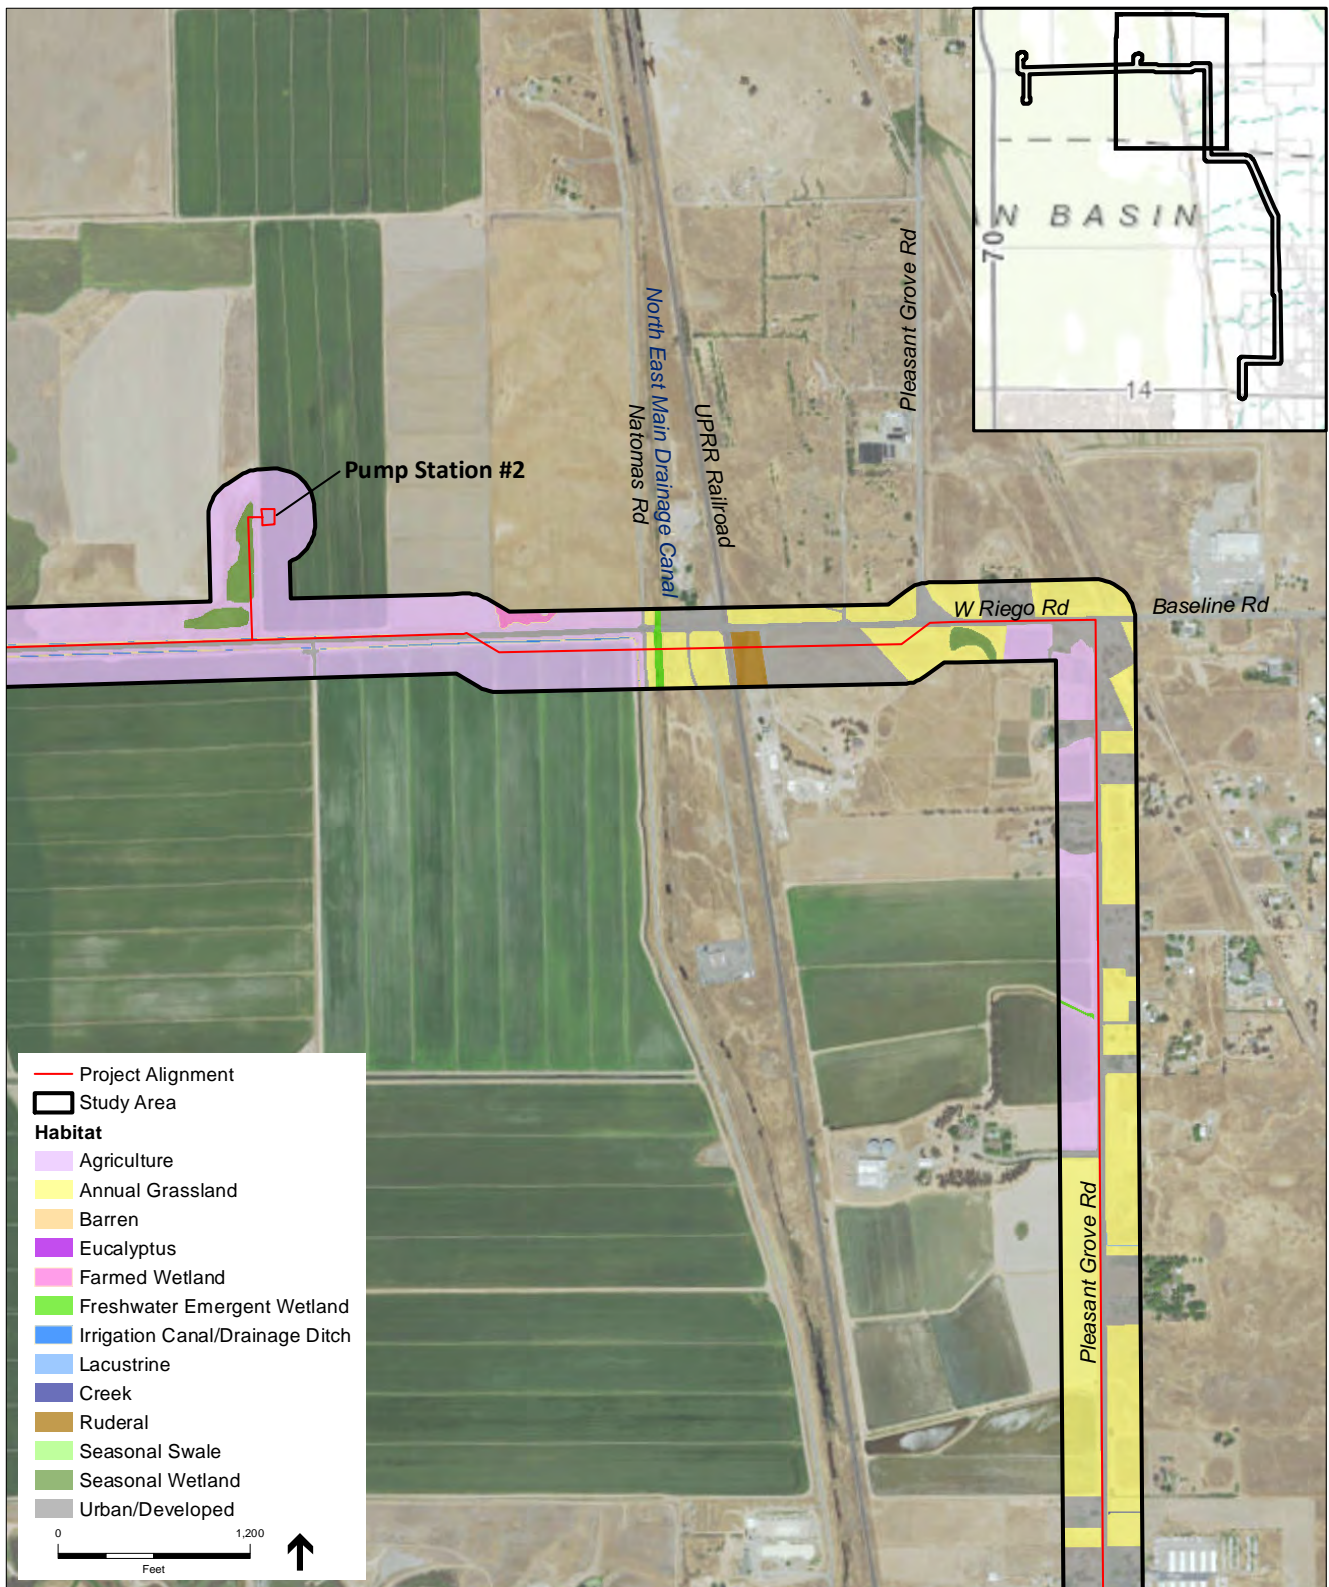 AN BASIN
70
14
Pleasant Grove Rd
North East Main Drainage Canal
Natomas Rd
UPRR Railroad
Pump Station #2
W Riego Rd
Baseline Rd
Pleasant Grove Rd
Project Alignment
Study Area
Habitat
Agriculture
Annual Grassland
Barren
Eucalyptus
Farmed Wetland
Freshwater Emergent Wetland
Irrigation Canal/Drainage Ditch
Lacustrine
Creek
Ruderal
Seasonal Swale
Seasonal Wetland
Urban/Developed
0 1,200
Feet